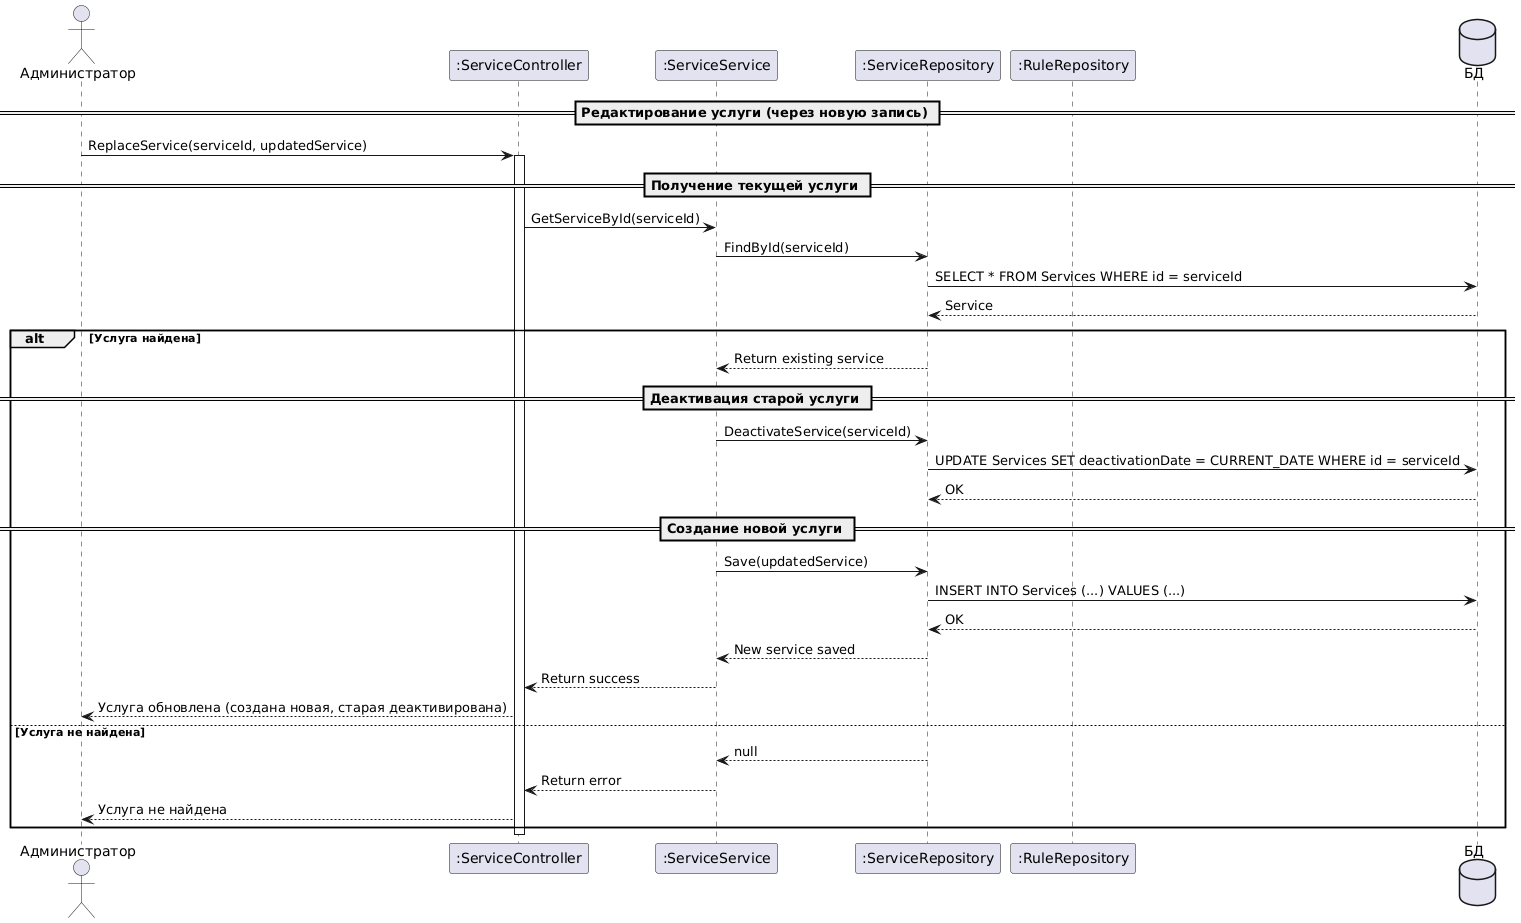 Администратор
:ServiceController
:ServiceService
:ServiceRepository
:RuleRepository
БД
Редактирование услуги (через новую запись)
ReplaceService(serviceId, updatedService)
Получение текущей услуги
GetServiceById(serviceId)
FindById(serviceId)
SELECT * FROM Services WHERE id = serviceId
Service
alt
[Услуга найдена]
Return existing service
Деактивация старой услуги
DeactivateService(serviceId)
UPDATE Services SET deactivationDate = CURRENT_DATE WHERE id = serviceId
OK
Создание новой услуги
Save(updatedService)
INSERT INTO Services (...) VALUES (...)
OK
New service saved
Return success
Услуга обновлена (создана новая, старая деактивирована)
[Услуга не найдена]
null
Return error
Услуга не найдена
Администратор
:ServiceController
:ServiceService
:ServiceRepository
:RuleRepository
БД